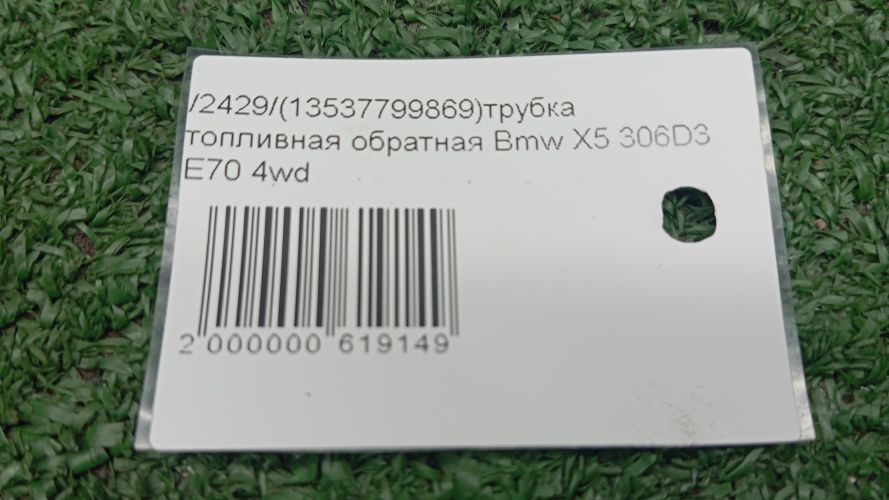 /2429/(13537799869)трубка
топливная обратная Bmw X5 306D3
E70 4wd
2 000000 619149